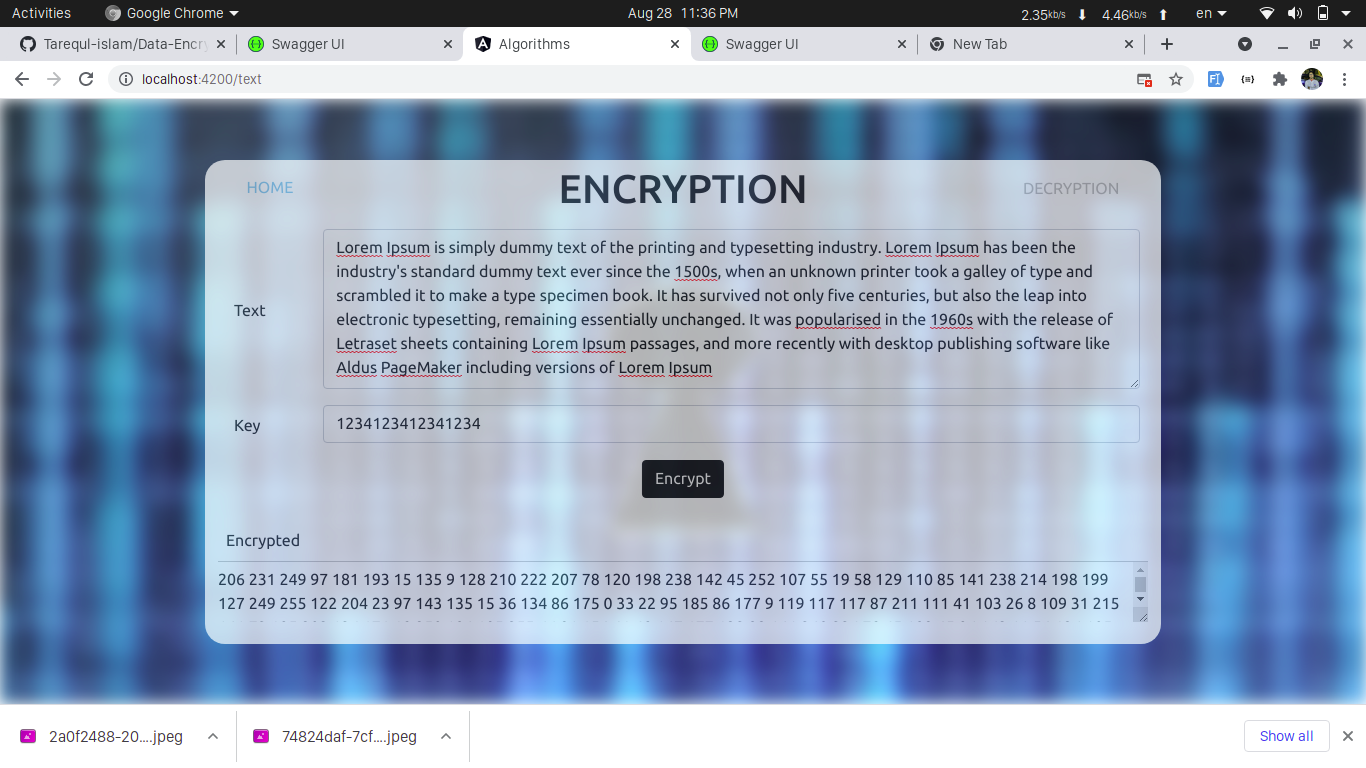 Activities Google Chrome Aug 28 11:36 PM 2.35kb/s 4.46kb/s en
Tarequl-islam/Data-Encry Swagger UI Algorithms Swagger UI New Tab
localhost:4200/text
HOME ENCRYPTION DECRYPTION
Text
Lorem Ipsum is simply dummy text of the printing and typesetting industry. Lorem Ipsum has been the
industry's standard dummy text ever since the 1500s, when an unknown printer took a galley of type and
scrambled it to make a type specimen book. It has survived not only five centuries, but also the leap into
electronic typesetting, remaining essentially unchanged. It was popularised in the 1960s with the release of
Letraset sheets containing Lorem Ipsum passages, and more recently with desktop publishing software like
Aldus PageMaker including versions of Lorem Ipsum
Key 1234123412341234
Encrypt
Encrypted
206 231 249 97 181 193 15 135 9 128 210 222 207 78 120 198 238 142 45 252 107 55 19 58 129 110 85 141 238 214 198 199
127 249 255 122 204 23 97 143 135 15 36 134 86 175 0 33 22 95 185 86 177 9 119 117 117 87 211 111 41 103 26 8 109 31 215
2a0f2488-20....jpeg 74824daf-7cf....jpeg Show all